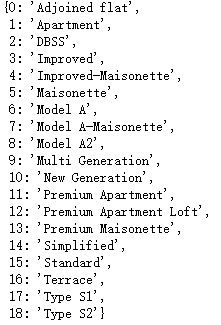 {0: 'Adjoined flat',
1: 'Apartment',
2: 'DBSS',
3: 'Improved',
4: 'Improved-Maisonette',
5: 'Maisonette',
6: 'Model A',
7: 'Model A-Maisonette',
8: 'Model A2',
9: 'Multi Generation',
10: 'New Generation',
11: 'Premium Apartment',
12: 'Premium Apartment Loft',
13: 'Premium Maisonette',
14: 'Simplified',
15: 'Standard',
16: 'Terrace',
17: 'Type S1',
18: 'Type S2'}